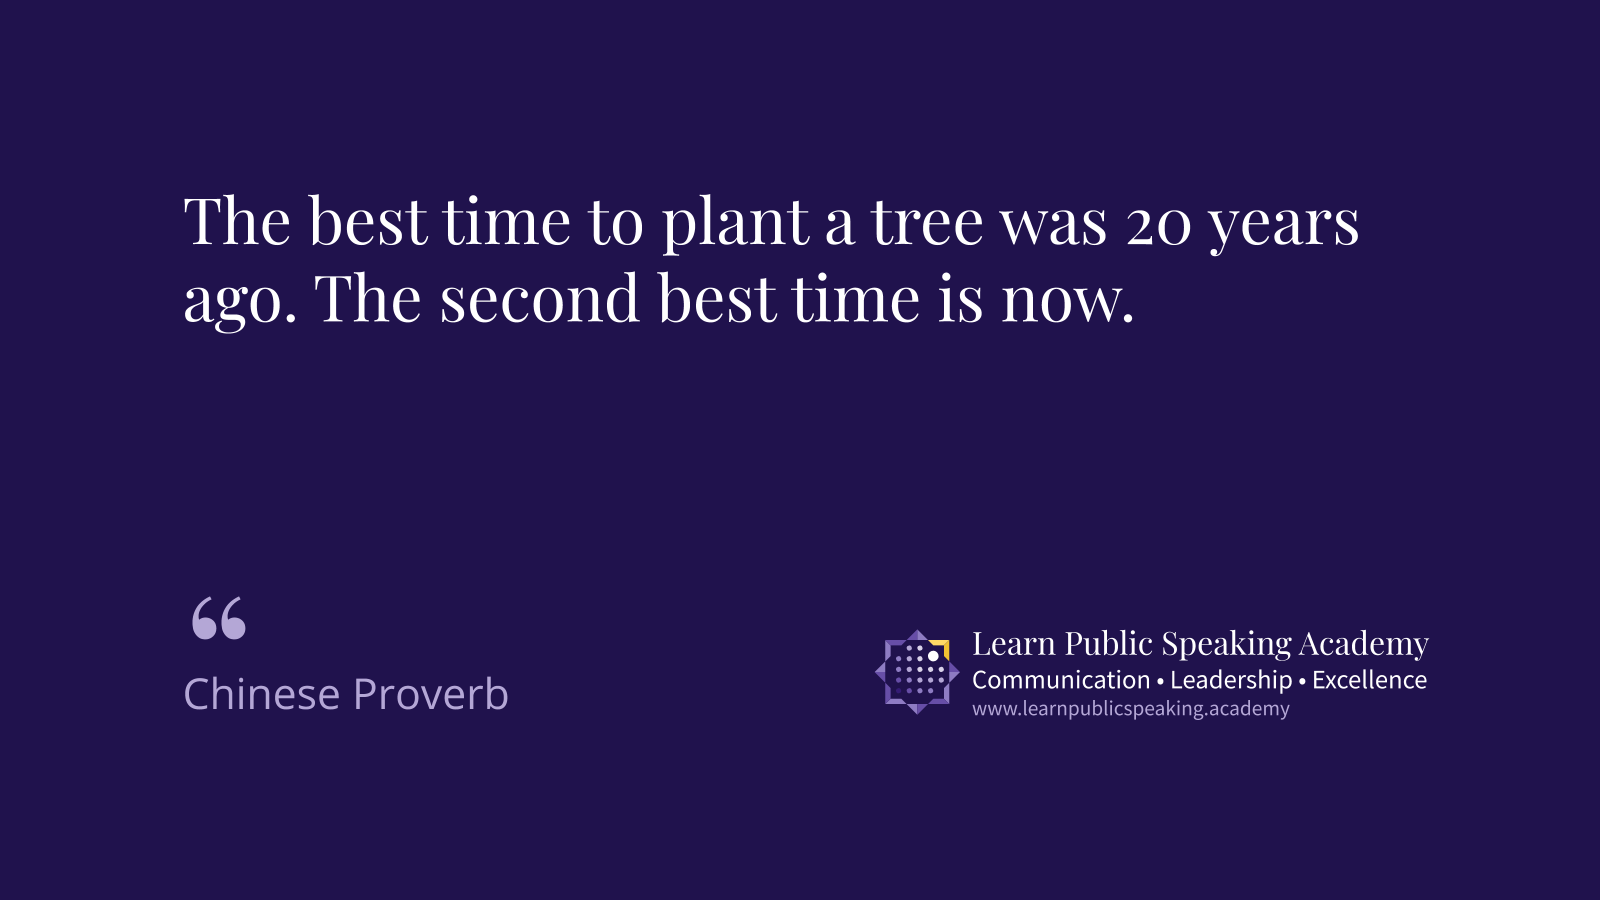 The best time to plant a tree was 20 years
ago. The second best time is now.
“
Chinese Proverb
Learn Public Speaking Academy
Communication • Leadership • Excellence
www.learnpublicspeaking.academy